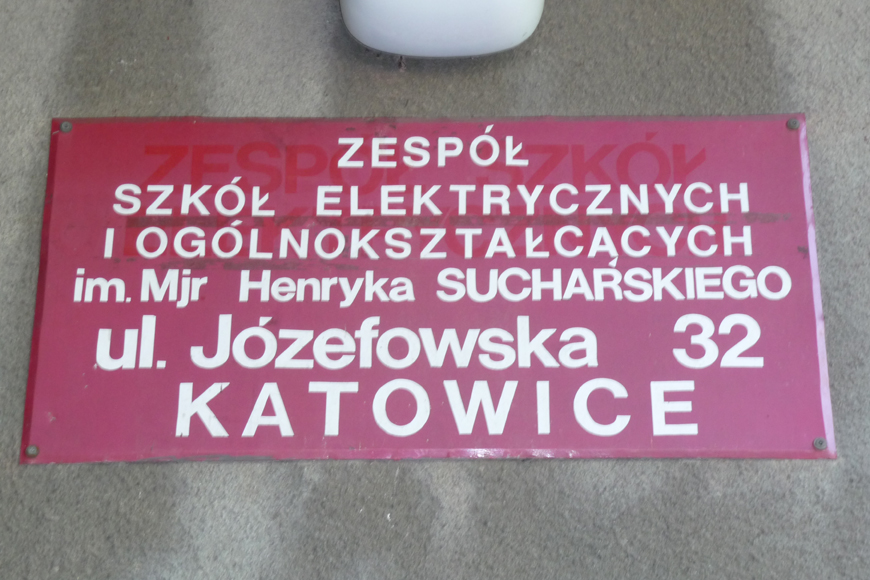 ZESPÓŁ
SZKÓŁ ELEKTRYCZNYCH
I OGÓLNOKSZTAŁCĄCYCH
im. Mjr Henryka SUCHARSKIEGO
ul. Józefowska 32
KATOWICE